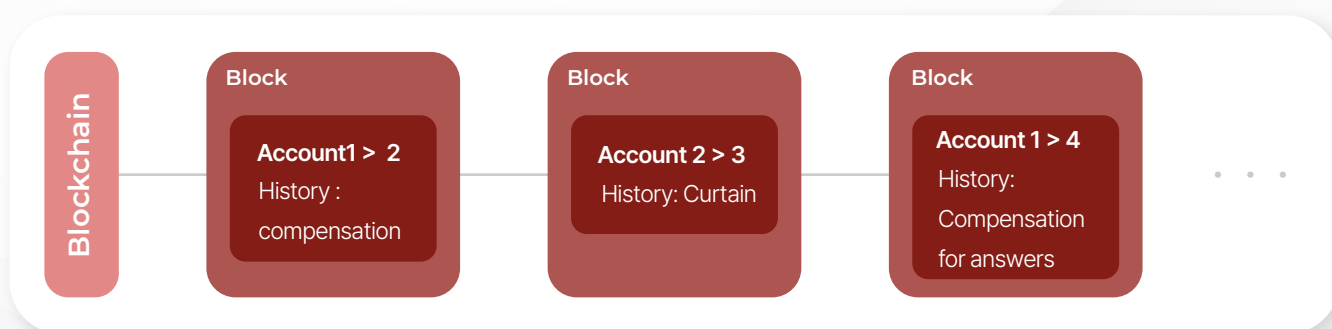 Blockchain
Block
Account1 > 2
History :
compensation
Block
Account 2 > 3
History: Curtain
Block
Account 1 > 4
History:
Compensation
for answers